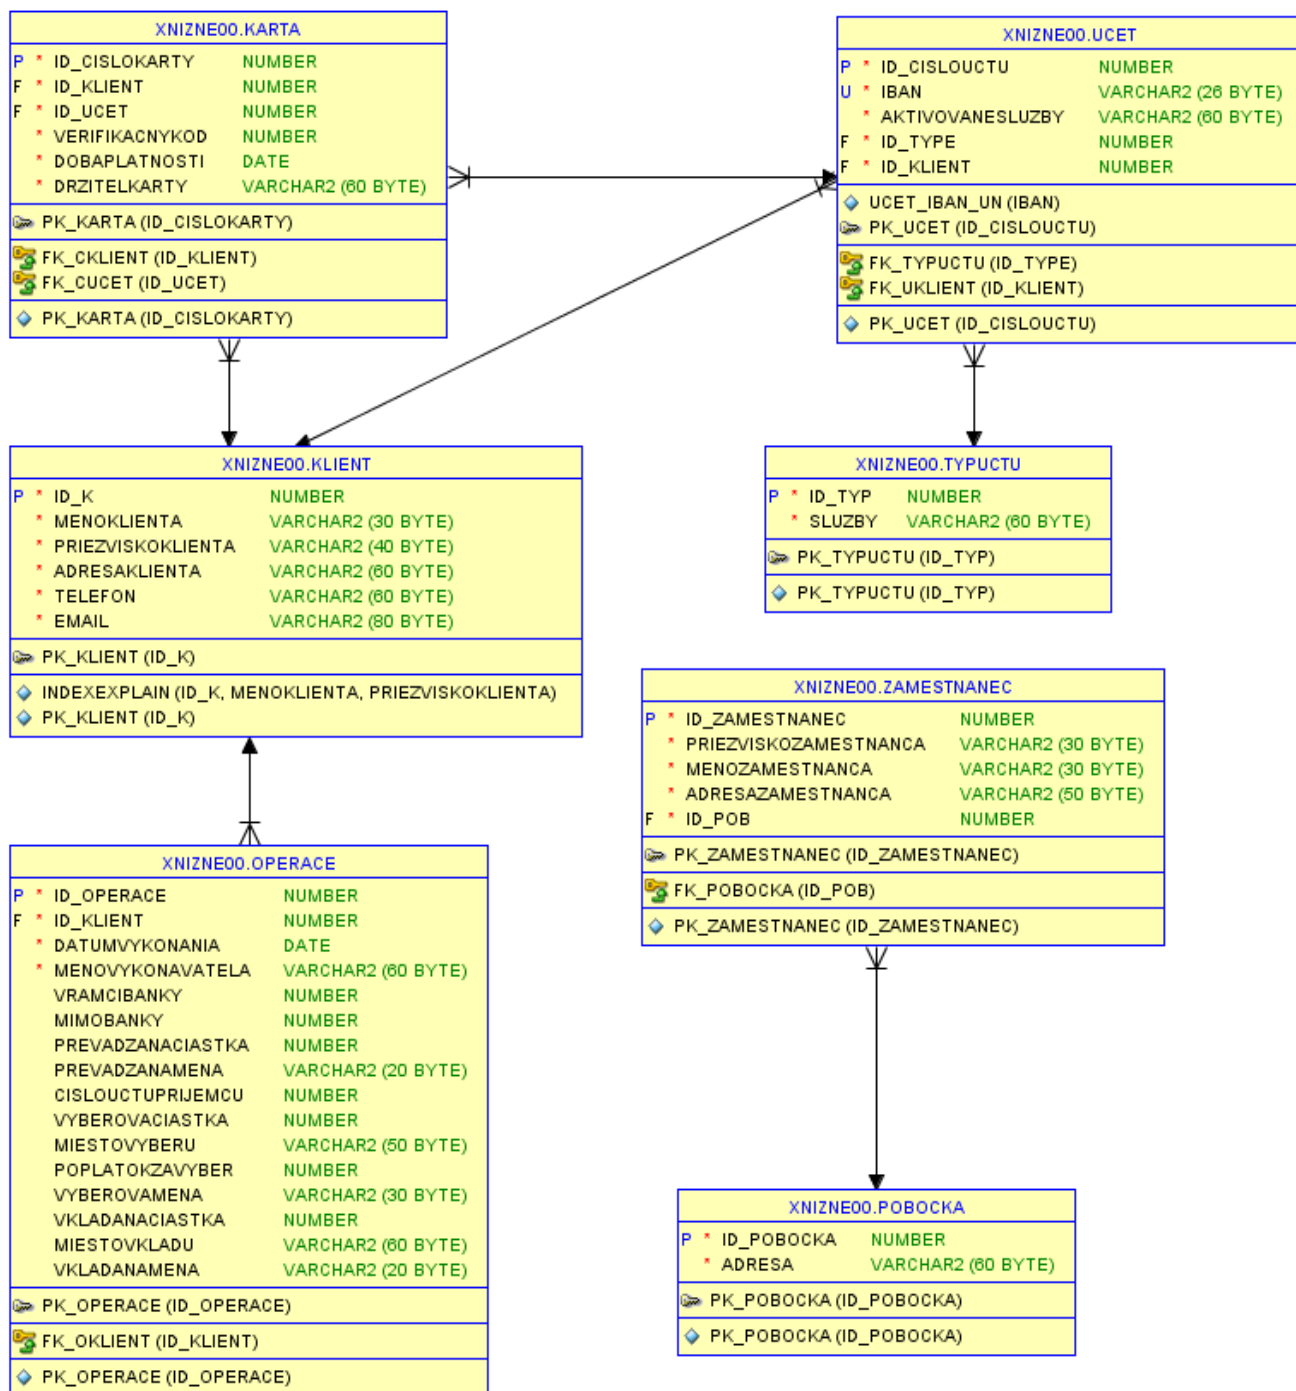 XNIZNE00.KARTA
P * ID_CISLOKARTY NUMBER
F * ID_KLIENT NUMBER
F * ID_UCET NUMBER
* VERIFIKACNYKOD NUMBER
* DOBAPLATNOSTI DATE
* DRZITELKARTY VARCHAR2 (60 BYTE)
PK_KARTA (ID_CISLOKARTY)
FK_CKLIENT (ID_KLIENT)
FK_CUCET (ID_UCET)
PK_KARTA (ID_CISLOKARTY)
XNIZNE00.UCET
P * ID_CISLOUCTU NUMBER
U * IBAN VARCHAR2 (26 BYTE)
* AKTIVOVANESLUZBY VARCHAR2 (60 BYTE)
F * ID_TYPE NUMBER
F * ID_KLIENT NUMBER
UCET_IBAN_UN (IBAN)
PK_UCET (ID_CISLOUCTU)
FK_TYPUCTU (ID_TYPE)
FK_UKLIENT (ID_KLIENT)
PK_UCET (ID_CISLOUCTU)
XNIZNE00.KLIENT
P * ID_K NUMBER
* MENOKLIENTA VARCHAR2 (30 BYTE)
* PRIEZVISKOKLIENTA VARCHAR2 (40 BYTE)
* ADRESAKLIENTA VARCHAR2 (60 BYTE)
* TELEFON VARCHAR2 (60 BYTE)
* EMAIL VARCHAR2 (80 BYTE)
PK_KLIENT (ID_K)
INDEXEXPLAIN (ID_K, MENOKLIENTA, PRIEZVISKOKLIENTA)
PK_KLIENT (ID_K)
XNIZNE00.TYPUCTU
P * ID_TYP NUMBER
* SLUZBY VARCHAR2 (60 BYTE)
PK_TYPUCTU (ID_TYP)
PK_TYPUCTU (ID_TYP)
XNIZNE00.ZAMESTNANEC
P * ID_ZAMESTNANEC NUMBER
* PRIEZVISKOZAMESTNANCA VARCHAR2 (30 BYTE)
* MENOZAMESTNANCA VARCHAR2 (30 BYTE)
* ADRESAZAMESTNANCA VARCHAR2 (50 BYTE)
F * ID_POB NUMBER
PK_ZAMESTNANEC (ID_ZAMESTNANEC)
FK_POBOCKA (ID_POB)
PK_ZAMESTNANEC (ID_ZAMESTNANEC)
XNIZNE00.OPERACE
P * ID_OPERACE NUMBER
F * ID_KLIENT NUMBER
* DATUMVYKONANIA DATE
* MENOVYKONAVATELA VARCHAR2 (60 BYTE)
VRAMCIBANKY NUMBER
MIMOBANKY NUMBER
PREVADZANACIASTKA NUMBER
PREVADZANAMENA VARCHAR2 (20 BYTE)
CISLOUCTUPRIJEMCU NUMBER
VYBEROVACIASTKA NUMBER
MIESTOVYBERU VARCHAR2 (50 BYTE)
POPLATOKZAVYBER NUMBER
VYBEROVAMENA VARCHAR2 (30 BYTE)
VKLADANACIASTKA NUMBER
MIESTOVKLADU VARCHAR2 (60 BYTE)
VKLADANAMENA VARCHAR2 (20 BYTE)
PK_OPERACE (ID_OPERACE)
FK_OKLIENT (ID_KLIENT)
PK_OPERACE (ID_OPERACE)
XNIZNE00.POBOCKA
P * ID_POBOCKA NUMBER
* ADRESA VARCHAR2 (60 BYTE)
PK_POBOCKA (ID_POBOCKA)
PK_POBOCKA (ID_POBOCKA)